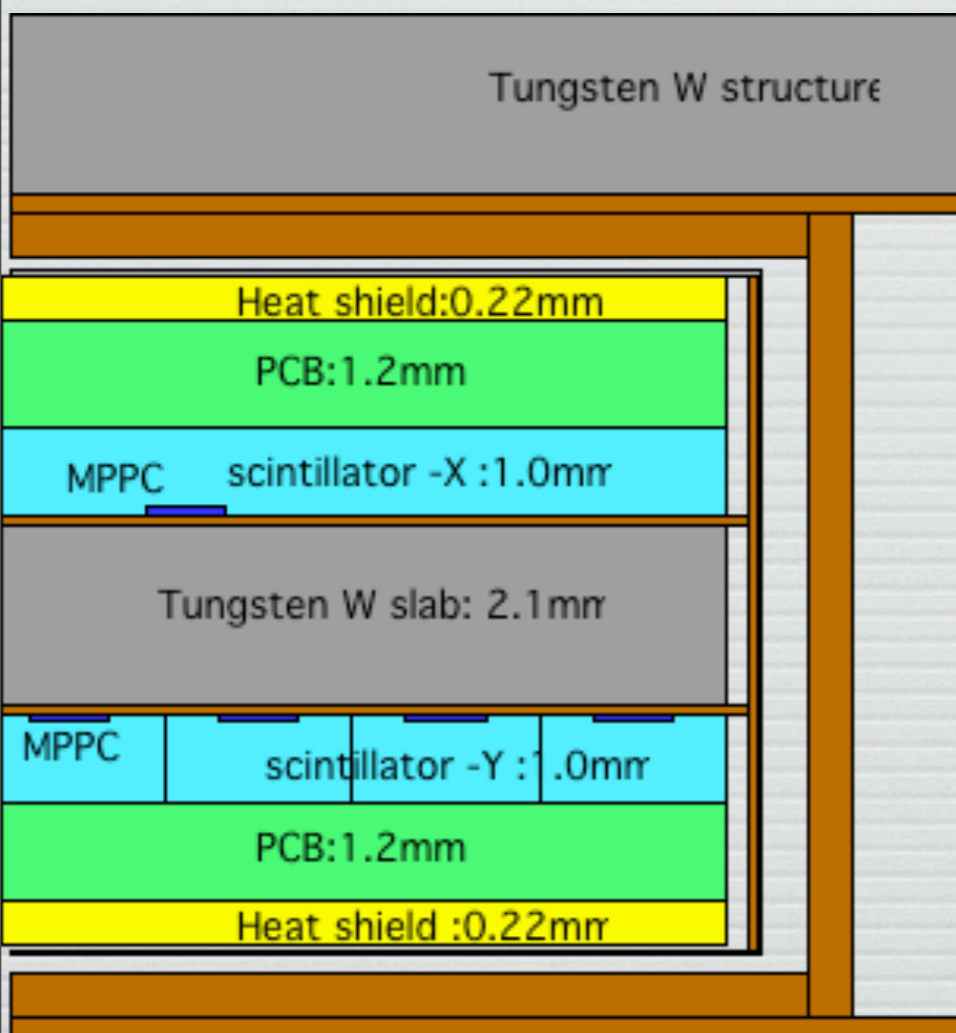 Tungsten W structure
Heat shield:0.22mm
PCB:1.2mm
MPPC scintillator -X :1.0mm
Tungsten W slab: 2.1mm
MPPC
scintillator -Y :1.0mm
PCB:1.2mm
Heat shield :0.22mm